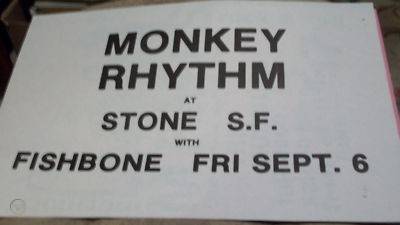 MONKEY
RHYTHM
AT
STONE S.F.
WITH
FISHBONE FRI SEPT. 6